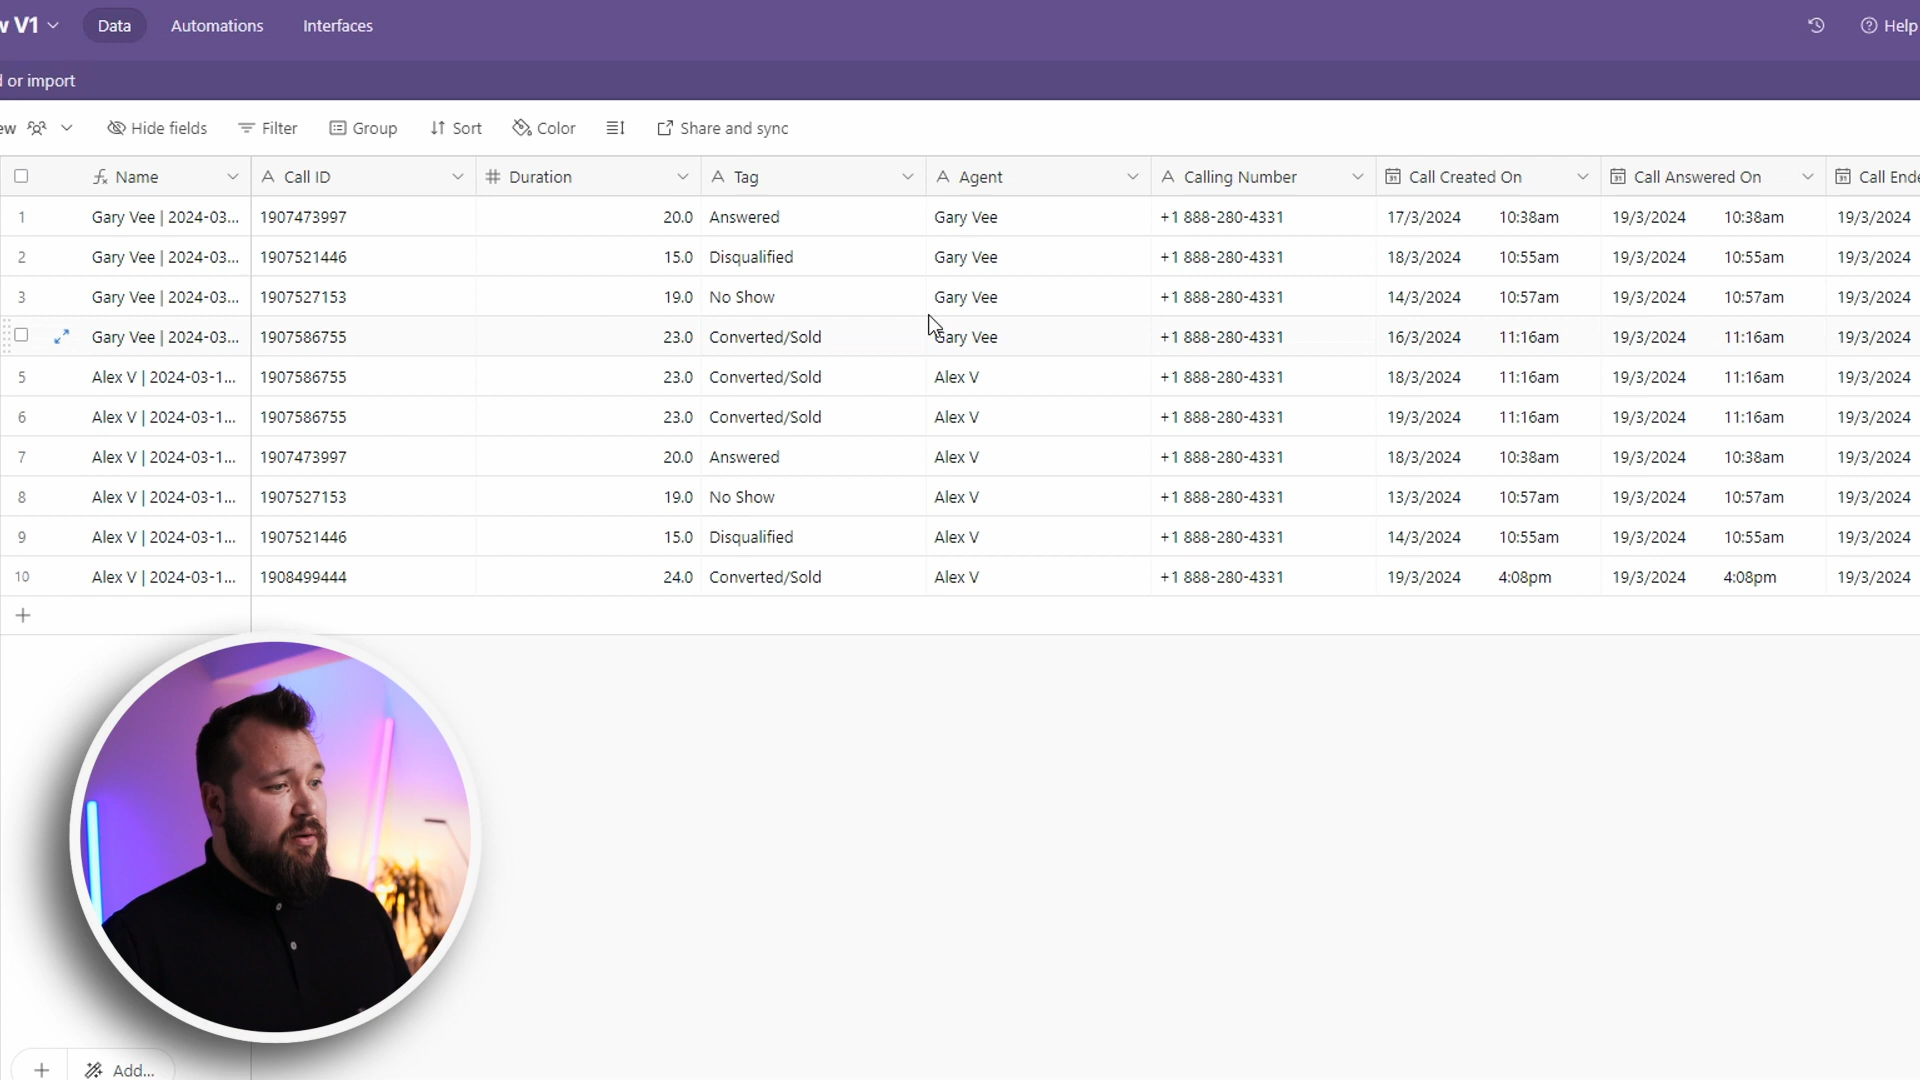 w V1 Data Automations Interfaces Help
or import
ew Hide fields Filter Group Sort Color Share and sync
Name Call ID Duration Tag Agent Calling Number Call Created On Call Answered On Call Ende
1 Gary Vee | 2024-03... 1907473997 20.0 Answered Gary Vee +1 888-280-4331 17/3/2024 10:38am 19/3/2024 10:38am 19/3/2024
2 Gary Vee | 2024-03... 1907521446 15.0 Disqualified Gary Vee +1 888-280-4331 18/3/2024 10:55am 19/3/2024 10:55am 19/3/2024
3 Gary Vee | 2024-03... 1907527153 19.0 No Show Gary Vee +1 888-280-4331 14/3/2024 10:57am 19/3/2024 10:57am 19/3/2024
Gary Vee | 2024-03... 1907586755 23.0 Converted/Sold Gary Vee +1 888-280-4331 16/3/2024 11:16am 19/3/2024 11:16am 19/3/2024
5 Alex V | 2024-03-1... 1907586755 23.0 Converted/Sold Alex V +1 888-280-4331 18/3/2024 11:16am 19/3/2024 11:16am 19/3/2024
6 Alex V | 2024-03-1... 1907586755 23.0 Converted/Sold Alex V +1 888-280-4331 19/3/2024 11:16am 19/3/2024 11:16am 19/3/2024
7 Alex V | 2024-03-1... 1907473997 20.0 Answered Alex V +1 888-280-4331 18/3/2024 10:38am 19/3/2024 10:38am 19/3/2024
8 Alex V | 2024-03-1... 1907527153 19.0 No Show Alex V +1 888-280-4331 13/3/2024 10:57am 19/3/2024 10:57am 19/3/2024
9 Alex V | 2024-03-1... 1907521446 15.0 Disqualified Alex V +1 888-280-4331 14/3/2024 10:55am 19/3/2024 10:55am 19/3/2024
10 Alex V | 2024-03-1... 1908499444 24.0 Converted/Sold Alex V +1 888-280-4331 19/3/2024 4:08pm 19/3/2024 4:08pm 19/3/2024
Add...